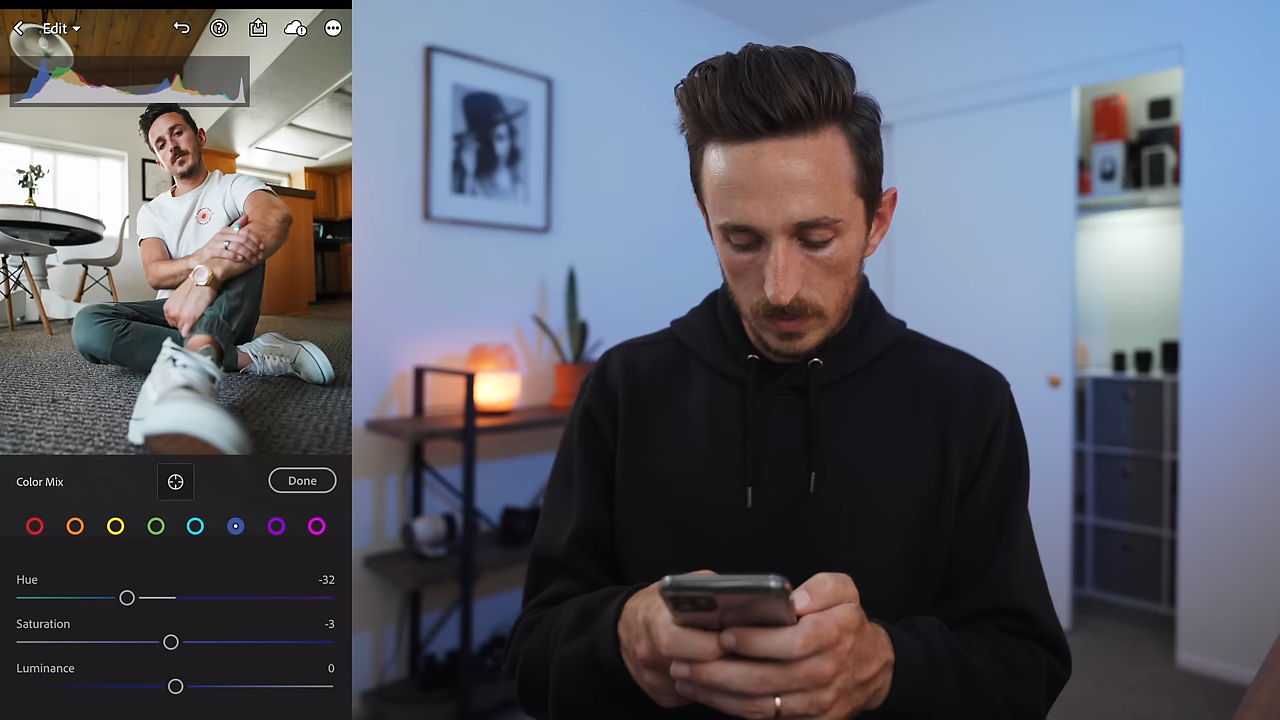 Edit
Color Mix
Done
Hue -32
Saturation -3
Luminance 0